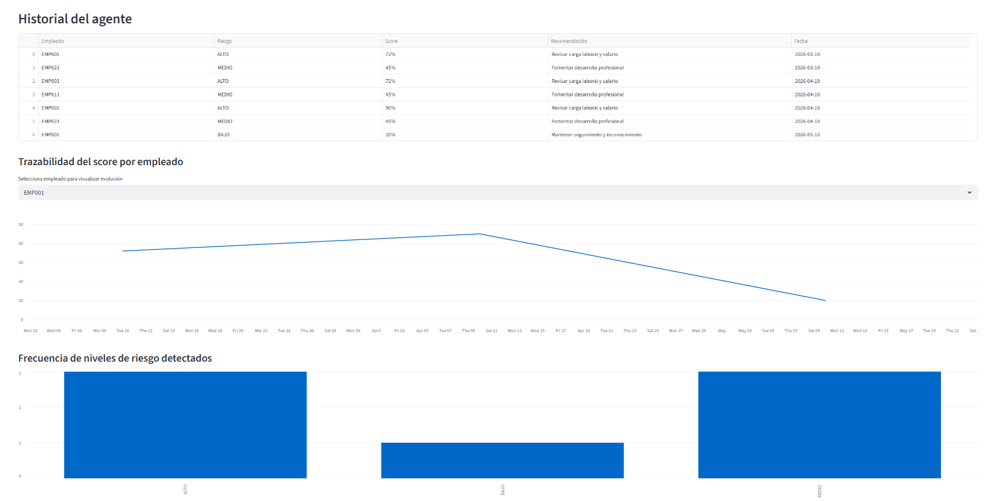 Historial del agente
Empleado Riesgo Score Recomendación Fecha
0 EMP001 ALTO 72% Revisar carga laboral y salario 2026-03-10
1 EMP023 MEDIO 45% Fomentar desarrollo profesional 2026-03-10
2 EMP003 ALTO 72% Revisar carga laboral y salario 2026-04-10
3 EMP013 MEDIO 45% Fomentar desarrollo profesional 2026-04-10
4 EMP001 ALTO 90% Revisar carga laboral y salario 2026-04-10
5 EMP023 MEDIO 45% Fomentar desarrollo profesional 2026-04-10
6 EMP001 BAJO 20% Mantener seguimiento y reconocimiento 2026-05-10
Trazabilidad del score por empleado
Selecciona empleado para visualizar evolución
EMP001
00
80
60
40
20
0
Mon 02 Wed 04 Fri 06 Mar 08 Tue 10 Thu 12 Sat 14 Mon 16 Wed 18 Fri 20 Mar 22 Tue 24 Thu 26 Sat 28 Mon 30 April Fri 03 Apr 05 Tue 07 Thu 09 Sat 11 Mon 13 Wed 15 Fri 17 Apr 19 Tue 21 Thu 23 Sat 25 Mon 27 Wed 29 May May 03 Tue 05 Thu 07 Sat 09 Mon 11 Wed 13 Fri 15 May 17 Tue 19 Thu 21 Sat
Frecuencia de niveles de riesgo detectados
3
2
1
0
ALTO BAJO MEDIO